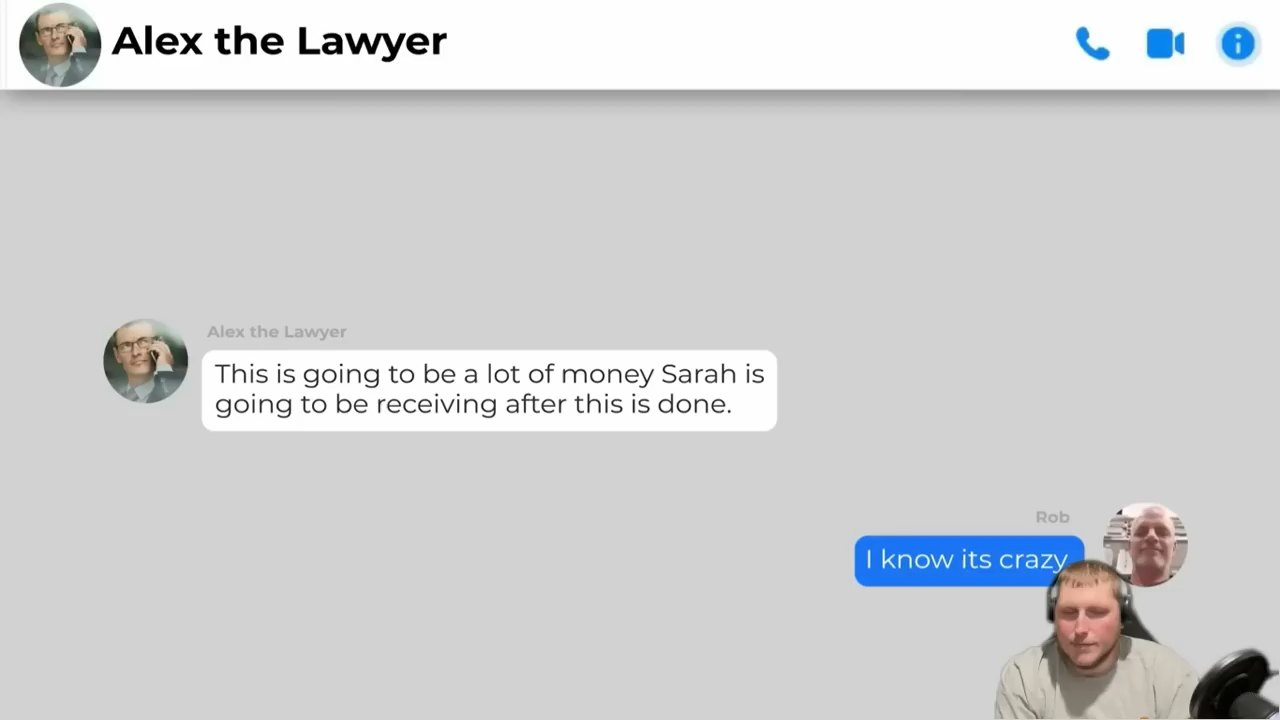 Alex the Lawyer
Alex the Lawyer
This is going to be a lot of money Sarah is
going to be receiving after this is done.
Rob
I know its crazy